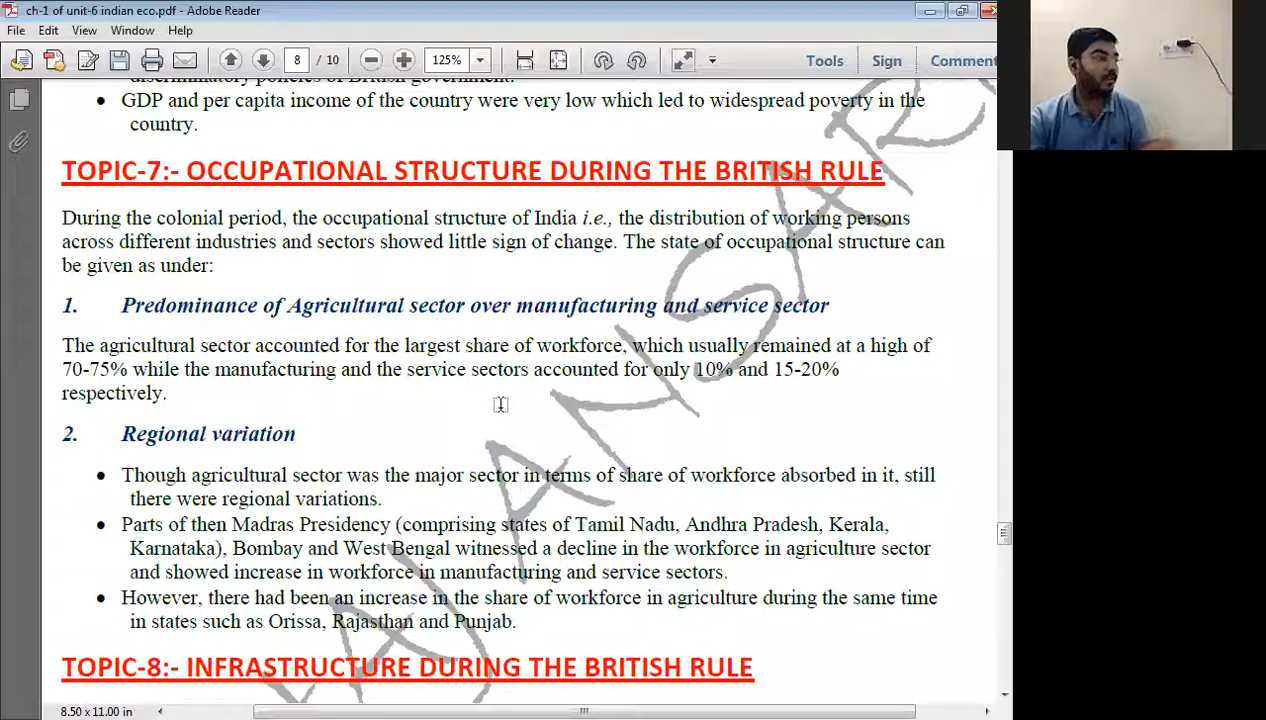 ch-1 of unit-6 indian eco.pdf - Adobe Reader
File Edit View Window Help
8 / 10 125% Tools Sign Comment
discriminatory policies of British government.
• GDP and per capita income of the country were very low which led to widespread poverty in the
country.
TOPIC-7:- OCCUPATIONAL STRUCTURE DURING THE BRITISH RULE
During the colonial period, the occupational structure of India i.e., the distribution of working persons
across different industries and sectors showed little sign of change. The state of occupational structure can
be given as under:
1. Predominance of Agricultural sector over manufacturing and service sector
The agricultural sector accounted for the largest share of workforce, which usually remained at a high of
70-75% while the manufacturing and the service sectors accounted for only 10% and 15-20%
respectively.
2. Regional variation
• Though agricultural sector was the major sector in terms of share of workforce absorbed in it, still
there were regional variations.
• Parts of then Madras Presidency (comprising states of Tamil Nadu, Andhra Pradesh, Kerala,
Karnataka), Bombay and West Bengal witnessed a decline in the workforce in agriculture sector
and showed increase in workforce in manufacturing and service sectors.
• However, there had been an increase in the share of workforce in agriculture during the same time
in states such as Orissa, Rajasthan and Punjab.
TOPIC-8:- INFRASTRUCTURE DURING THE BRITISH RULE
8.50 x 11.00 in